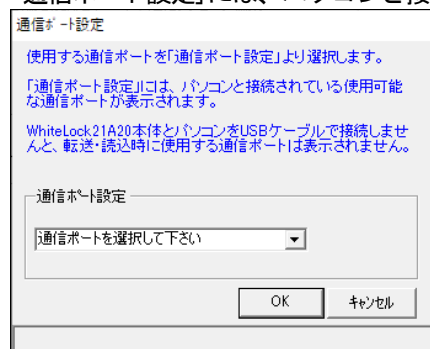 通信ポート設定
使用する通信ポートを「通信ポート設定」より選択します。
「通信ポート設定」には、パソコンと接続されている使用可能
な通信ポートが表示されます。
WhiteLock21A20本体とパソコンをUSBケーブルで接続しませ
んと、転送・読込時に使用する通信ポートは表示されません。
通信ポート設定
通信ポートを選択して下さい
OK キャンセル